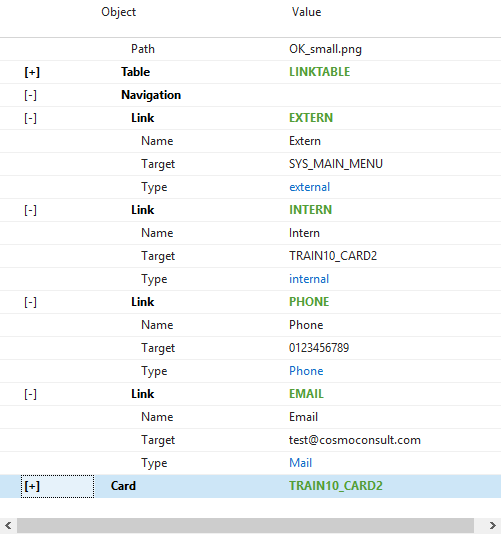 Object Value
Path OK_small.png
[+] Table LINKTABLE
[-] Navigation
[-] Link EXTERN
Name Extern
Target SYS_MAIN_MENU
Type external
[-] Link INTERN
Name Intern
Target TRAIN10_CARD2
Type internal
[-] Link PHONE
Name Phone
Target 0123456789
Type Phone
[-] Link EMAIL
Name Email
Target test@cosmoconsult.com
Type Mail
[+] Card TRAIN10_CARD2